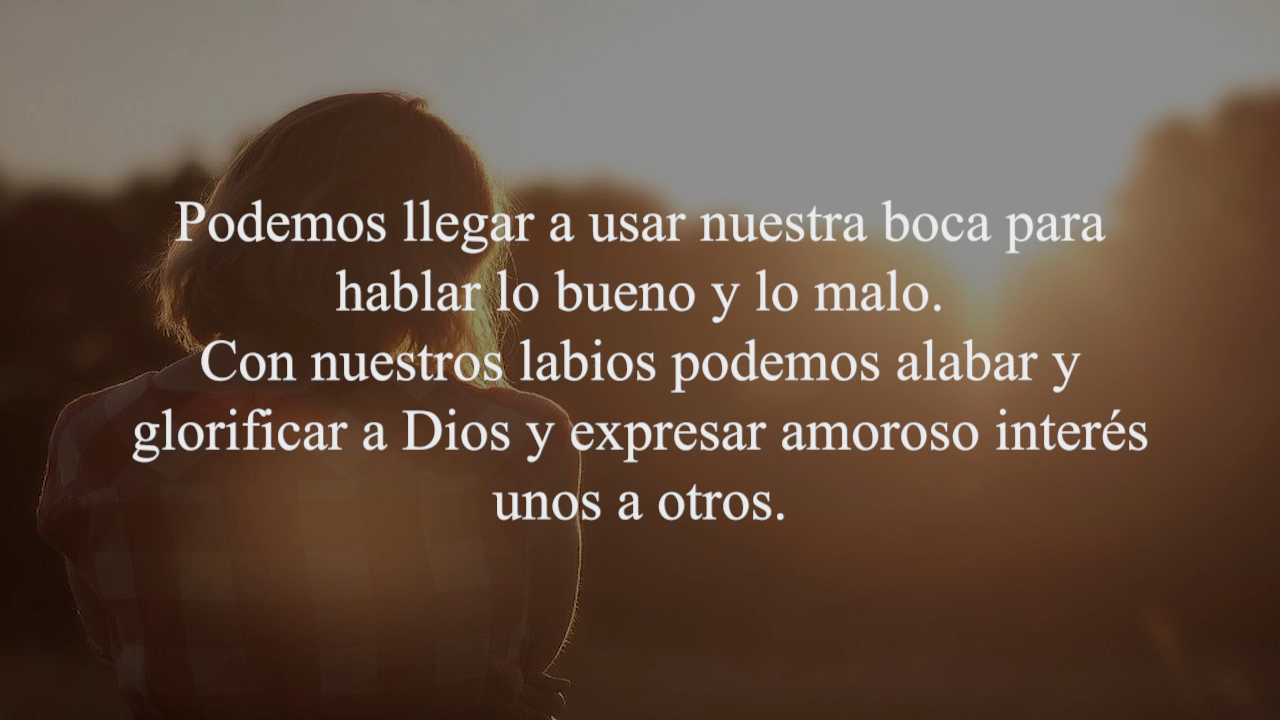 Podemos llegar a usar nuestra boca para
hablar lo bueno y lo malo.
Con nuestros labios podemos alabar y
glorificar a Dios y expresar amoroso interés
unos a otros.